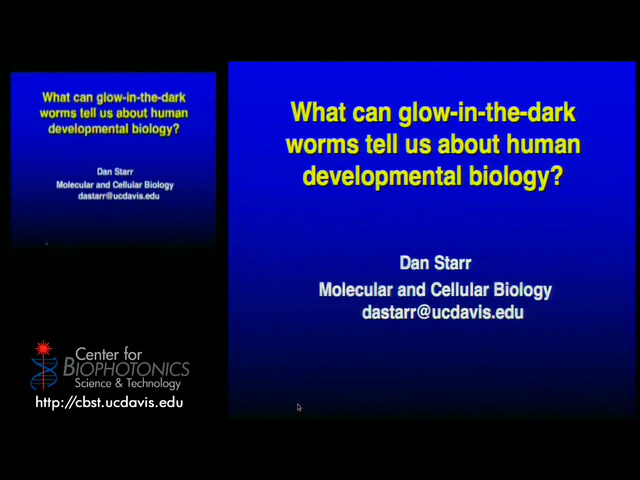 What can glow-in-the-dark
worms tell us about human
developmental biology?
Dan Starr
Molecular and Cellular Biology
dastarr@ucdavis.edu
What can glow-in-the-dark
worms tell us about human
developmental biology?
Dan Starr
Molecular and Cellular Biology
dastarr@ucdavis.edu
Center for
BIOPHOTONICS
Science & Technology
http://cbst.ucdavis.edu